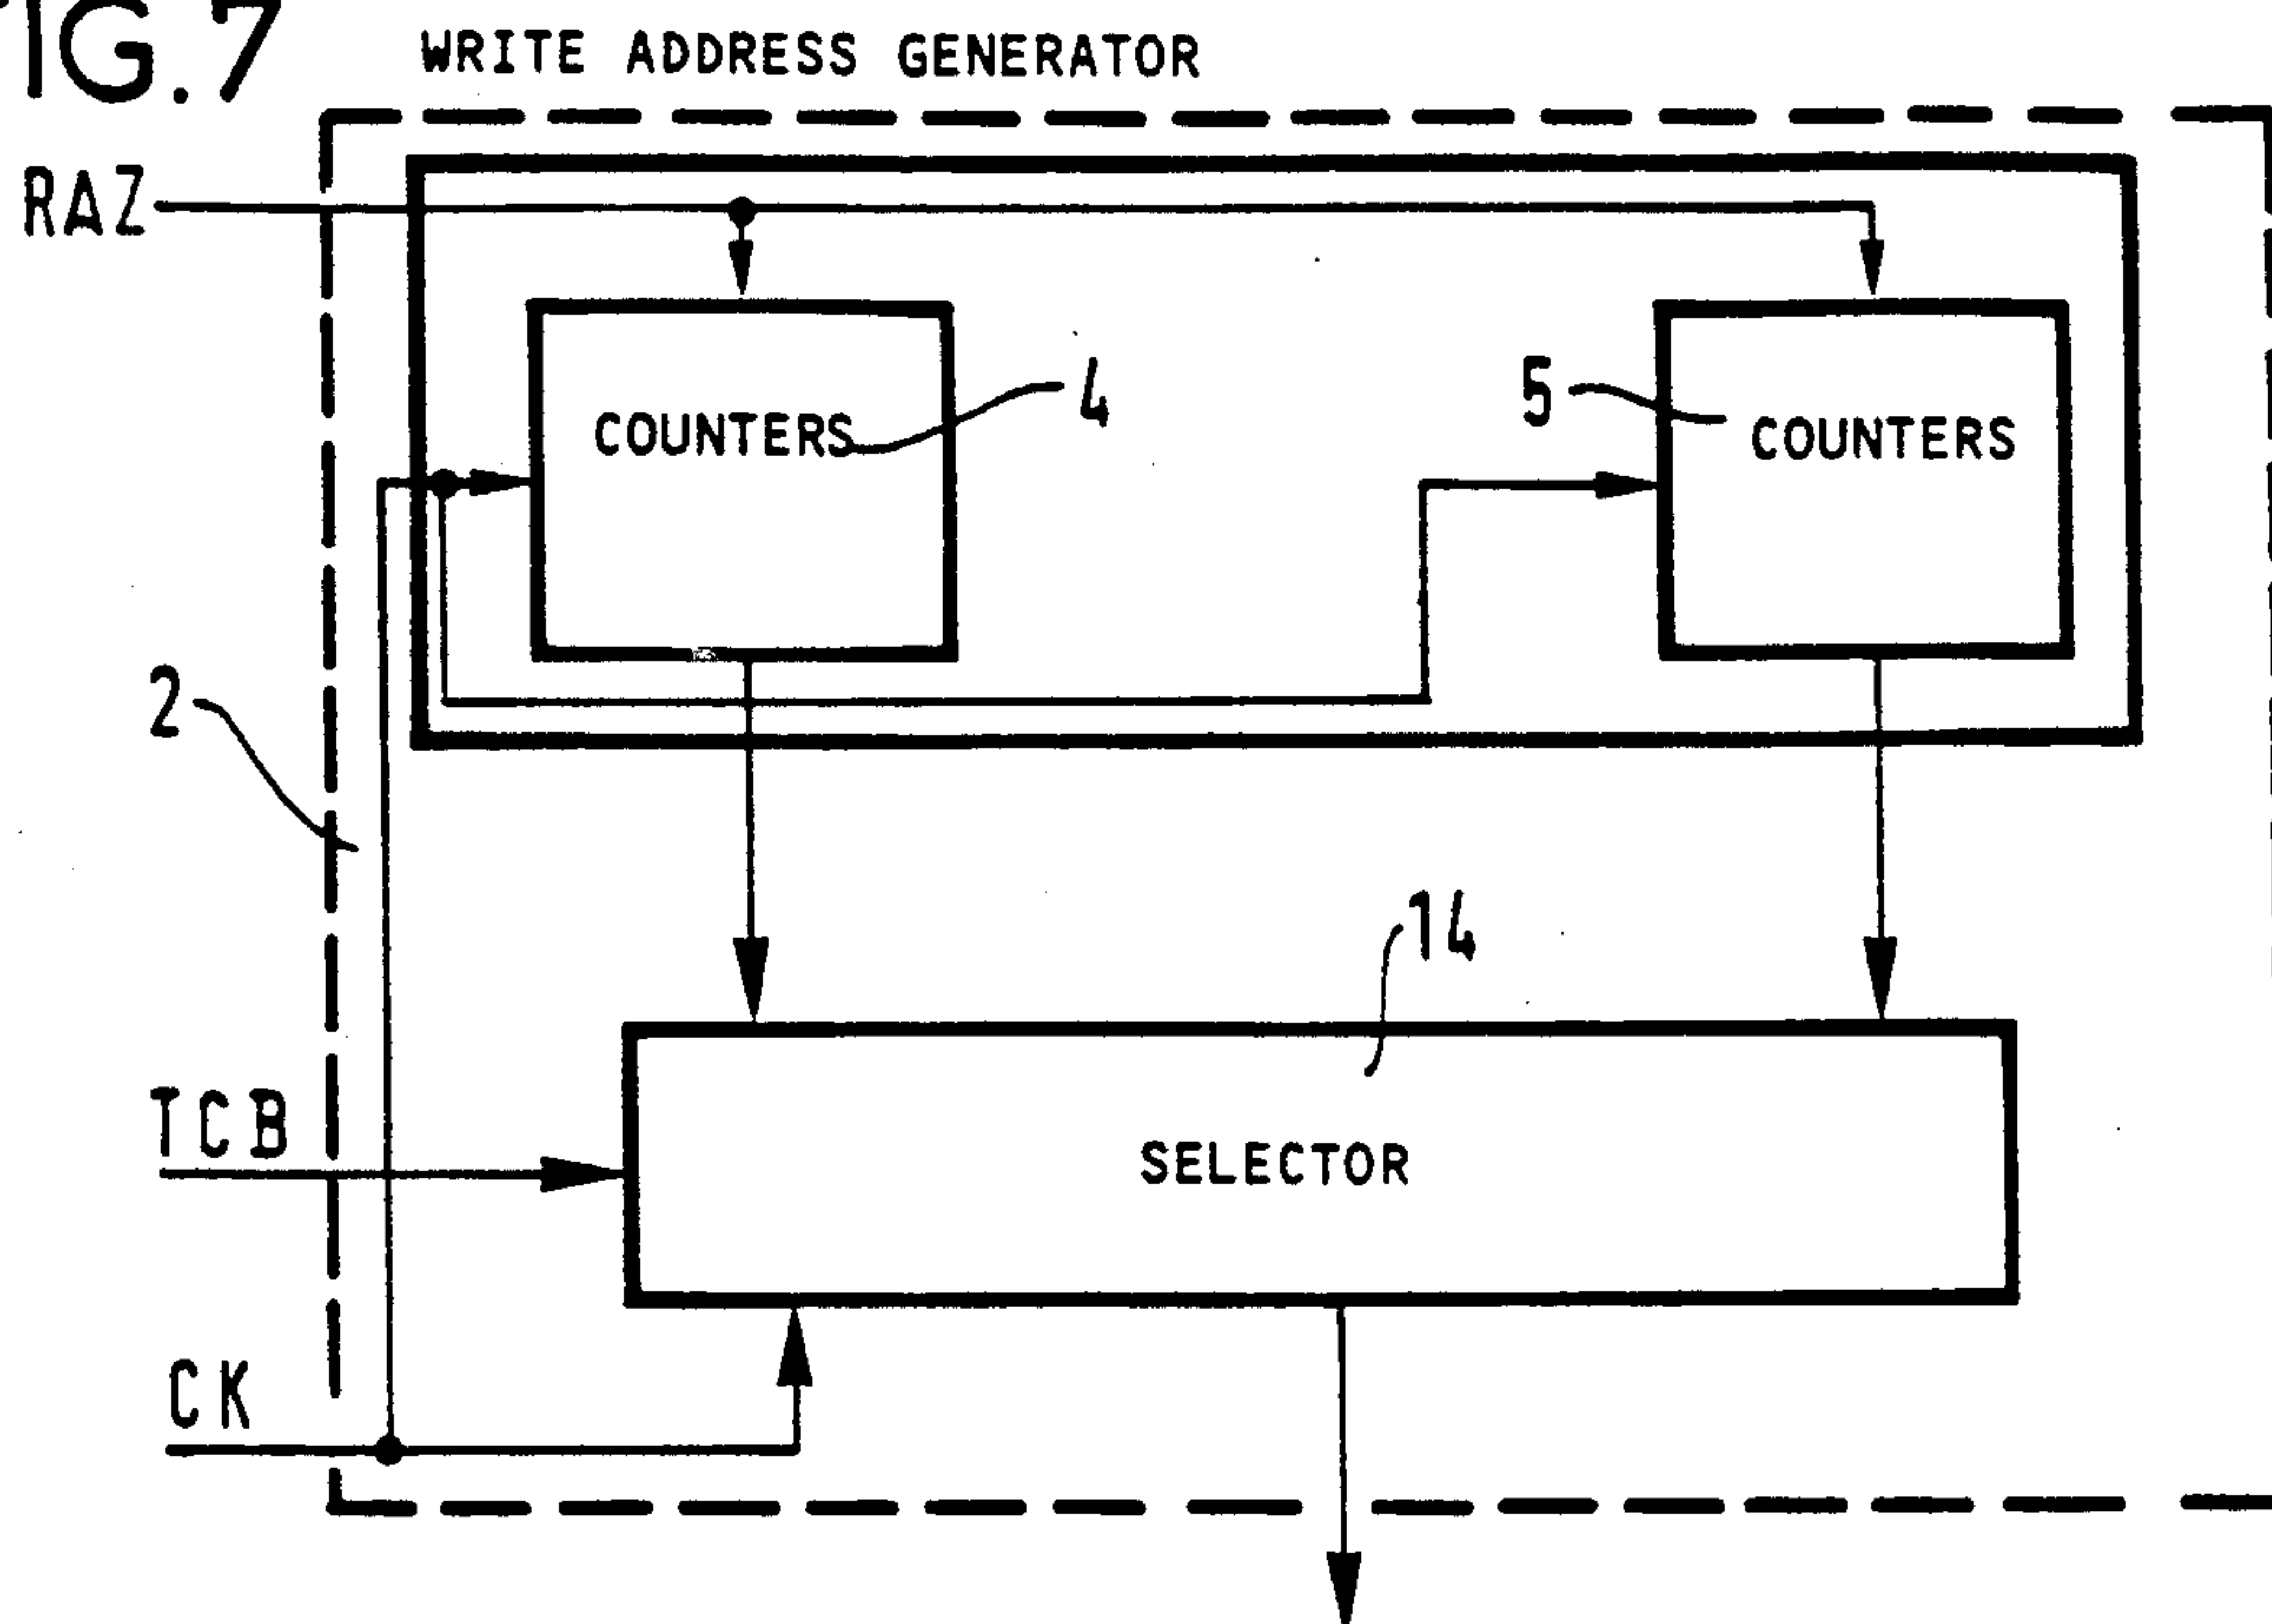 FIG.7
WRITE ADDRESS GENERATOR
RAZ
COUNTERS
4
5
COUNTERS
2
14
TCB
SELECTOR
CK